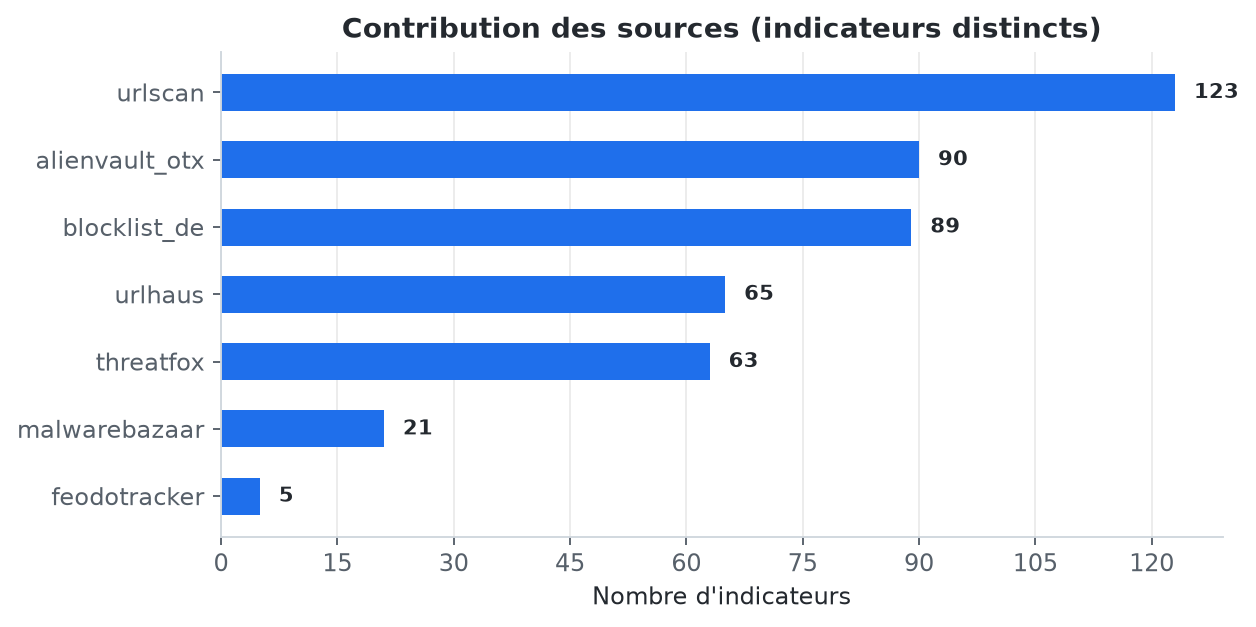 Contribution des sources (indicateurs distincts)
urlscan 123
alienvault_otx 90
blocklist_de 89
urlhaus 65
threatfox 63
malwarebazaar 21
feodotracker 5
0 15 30 45 60 75 90 105 120
Nombre d'indicateurs